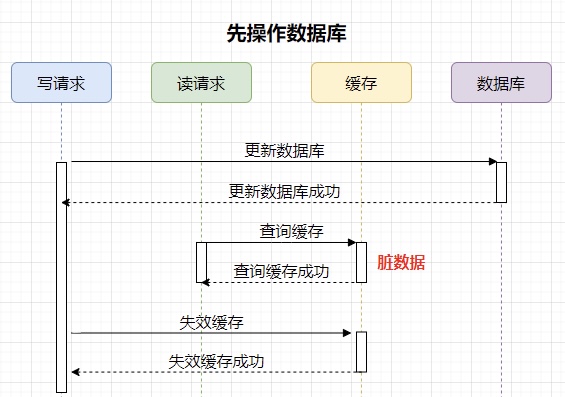 先操作数据库
写请求
读请求
缓存
数据库
更新数据库
更新数据库成功
查询缓存
脏数据
查询缓存成功
失效缓存
失效缓存成功